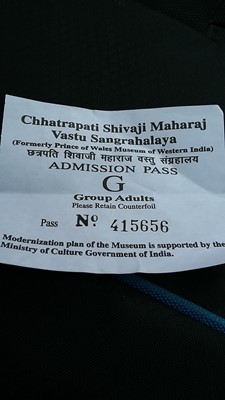 Chhatrapati Shivaji Maharaj
Vastu Sangrahalaya
(Formerly Prince of Wales Museum of Western India)
छत्रपति शिवाजी महाराज वस्तु संग्रहालय
ADMISSION PASS
G
Group Adults
Please Retain Counterfoil
Pass No. 415656
Modernization plan of the Museum is supported by the
Ministry of Culture Government of India.